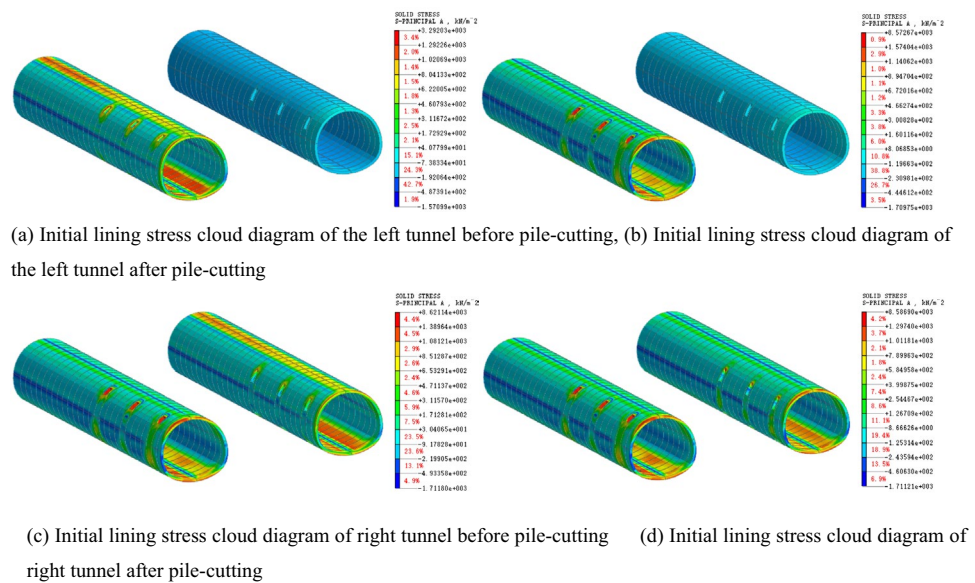 SOLID STRESS
S-PRINCIPAL A , kN/m^2
+3.29203e+003
3.4%
+1.29226e+003
2.9%
+1.02069e+003
1.4%
+8.04133e+002
1.5%
+6.22005e+002
1.8%
+4.60793e+002
1.3%
+3.11672e+002
2.5%
+1.72929e+002
2.1%
+4.07799e+001
15.1%
-7.38334e+001
24.3%
-1.92064e+002
42.7%
-4.87391e+002
1.9%
-1.57099e+003
SOLID STRESS
S-PRINCIPAL A , kN/m^2
+8.57267e+003
0.9%
+1.57404e+003
2.9%
+1.14062e+003
1.0%
+8.94704e+002
1.1%
+6.72016e+002
1.2%
+4.66274e+002
3.3%
+3.00028e+002
3.8%
+1.60116e+002
6.0%
+8.06853e+001
10.8%
-1.19663e+002
38.8%
-2.30981e+002
26.7%
-4.44612e+002
3.5%
-1.70975e+003
(a) Initial lining stress cloud diagram of the left tunnel before pile-cutting, (b) Initial lining stress cloud diagram of
the left tunnel after pile-cutting
SOLID STRESS
S-PRINCIPAL A , kN/m^2
+8.62114e+003
4.4%
+1.38964e+003
4.5%
+1.08121e+003
2.9%
+8.51287e+002
2.6%
+6.53291e+002
2.4%
+4.71137e+002
4.6%
+3.11570e+002
5.9%
+1.71281e+002
7.5%
+3.04065e+001
23.5%
-9.17820e+001
23.6%
-2.19905e+002
13.1%
-4.93358e+002
4.9%
-1.71180e+003
SOLID STRESS
S-PRINCIPAL A , kN/m^2
+8.58690e+003
4.2%
+1.29740e+003
3.7%
+1.01181e+003
2.1%
+7.89963e+002
1.8%
+5.84958e+002
7.4%
+3.99875e+002
8.6%
+2.54467e+002
11.1%
+1.26709e+002
19.4%
-8.66626e+000
18.9%
-1.25314e+002
13.5%
-2.43594e+002
6.9%
-4.60630e+002
-1.71121e+003
(c) Initial lining stress cloud diagram of right tunnel before pile-cutting (d) Initial lining stress cloud diagram of
right tunnel after pile-cutting